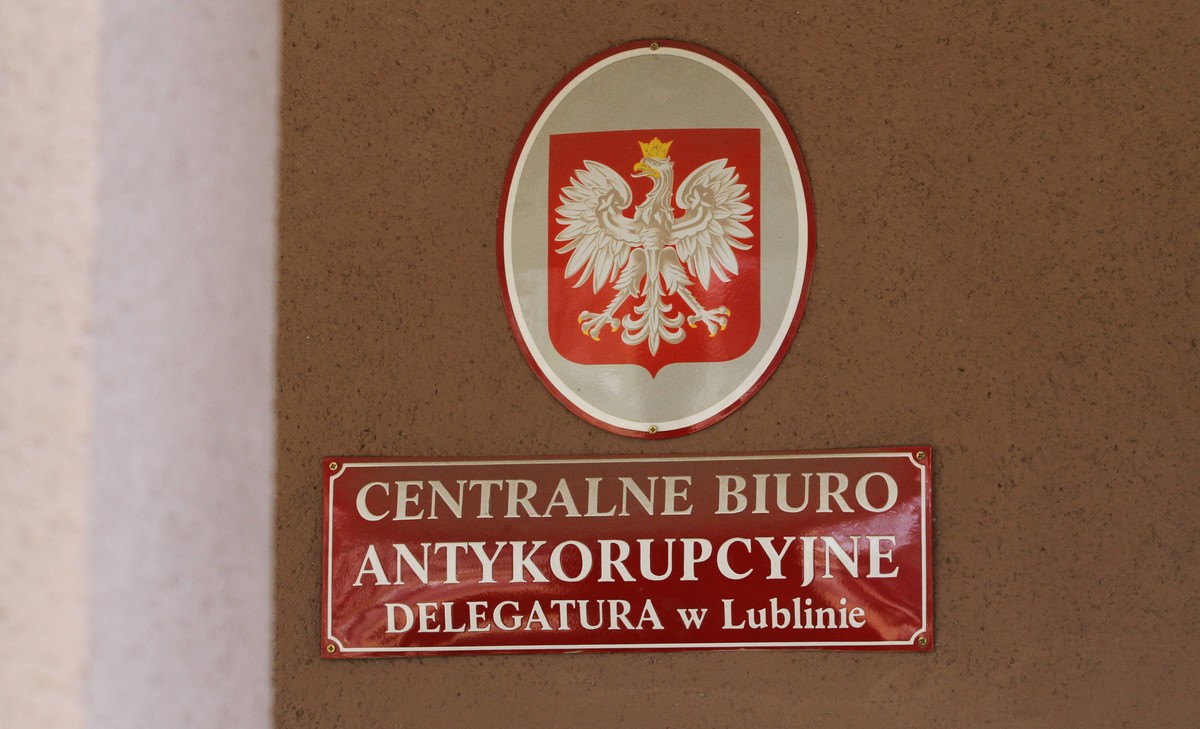 CENTRALNE BIURO
ANTYKORUPCYJNE
DELEGATURA w Lublinie